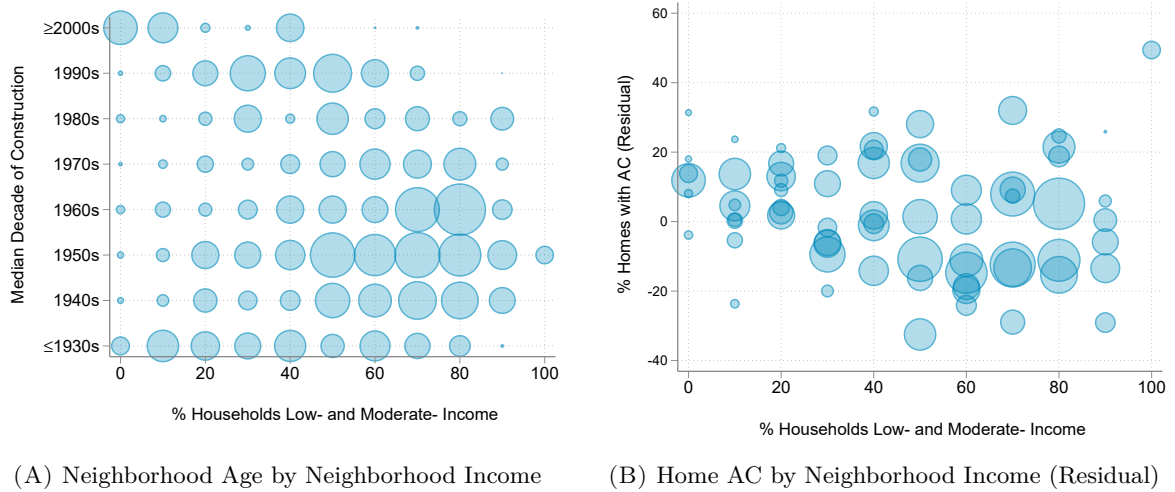 Median Decade of Construction
≥2000s
1990s
1980s
1970s
1960s
1950s
1940s
≤1930s
0 20 40 60 80 100
% Households Low- and Moderate- Income
(A) Neighborhood Age by Neighborhood Income
% Homes with AC (Residual)
60
40
20
0
-20
-40
0 20 40 60 80 100
% Households Low- and Moderate- Income
(B) Home AC by Neighborhood Income (Residual)